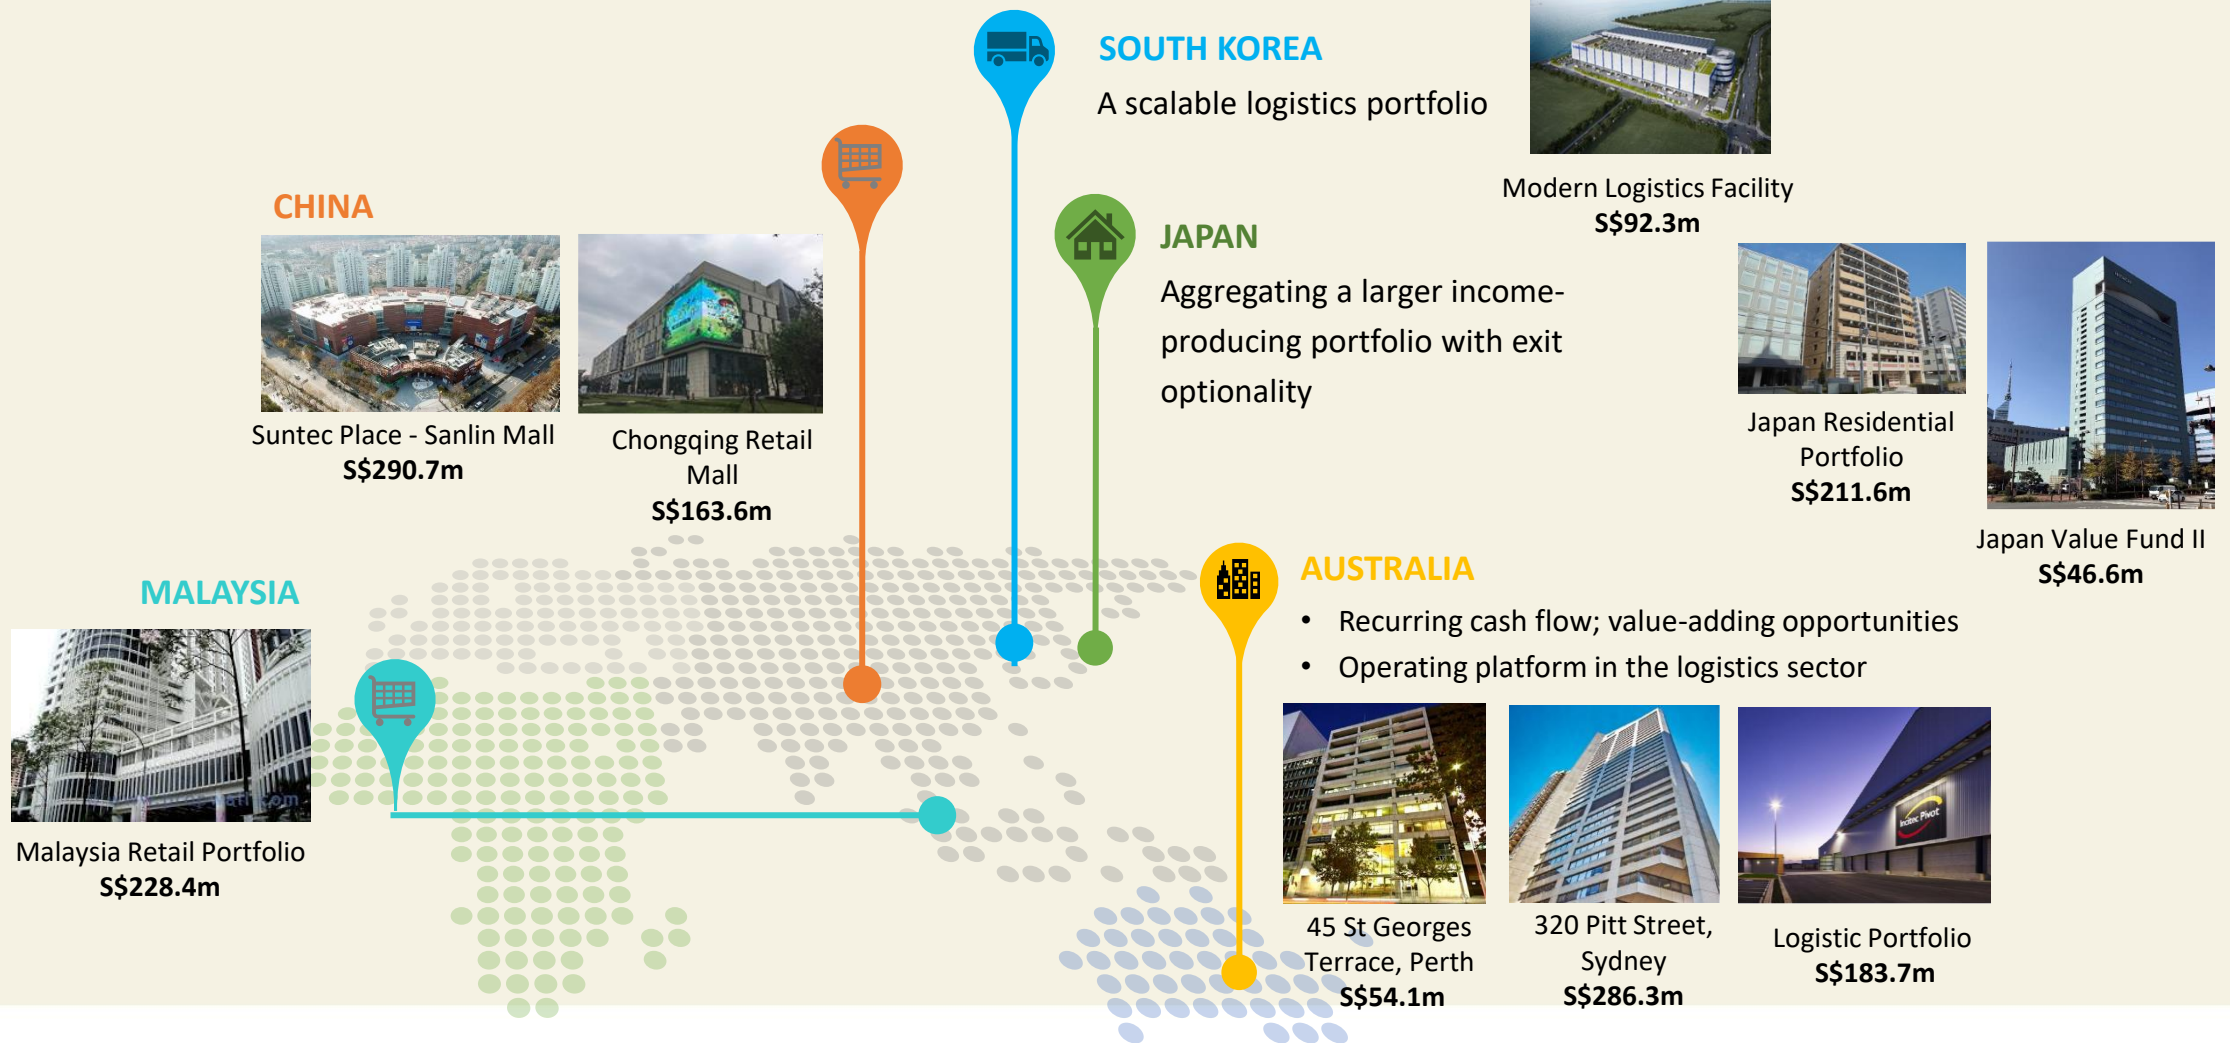 SOUTH KOREA
A scalable logistics portfolio
Modern Logistics Facility
S$92.3m
CHINA
Suntec Place - Sanlin Mall
S$290.7m
Chongqing Retail
Mall
S$163.6m
JAPAN
Aggregating a larger income-
producing portfolio with exit
optionality
Japan Residential
Portfolio
S$211.6m
Japan Value Fund II
S$46.6m
MALAYSIA
Malaysia Retail Portfolio
S$228.4m
AUSTRALIA
• Recurring cash flow; value-adding opportunities
• Operating platform in the logistics sector
Incitec Pivot
45 St Georges
Terrace, Perth
S$54.1m
320 Pitt Street,
Sydney
S$286.3m
Logistic Portfolio
S$183.7m